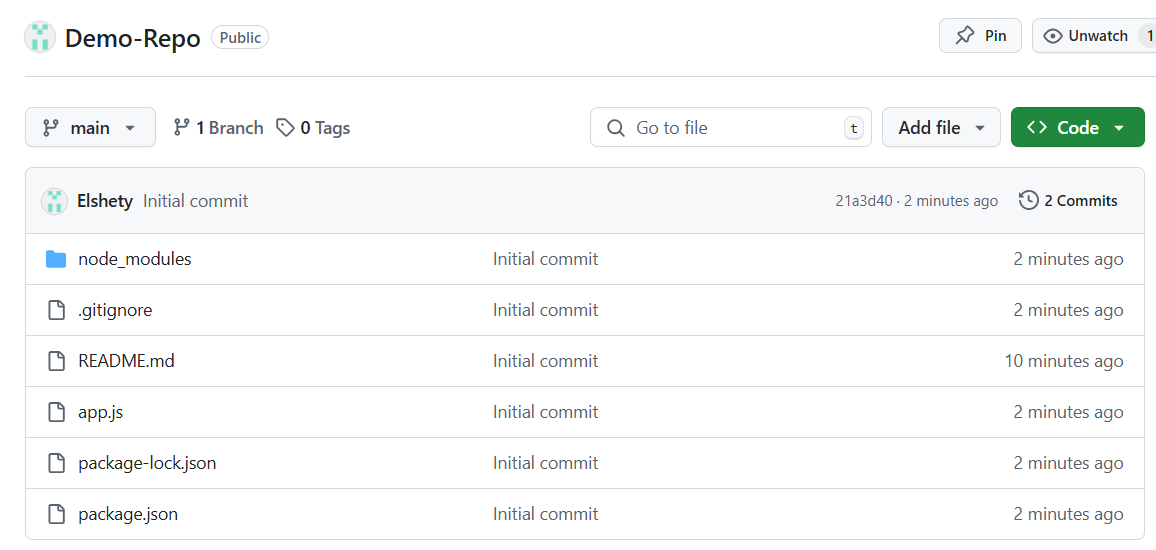 Demo-Repo Public Pin Unwatch 1
main 1 Branch 0 Tags Go to file t Add file Code
Elshety Initial commit 21a3d40 · 2 minutes ago 2 Commits
node_modules Initial commit 2 minutes ago
.gitignore Initial commit 2 minutes ago
README.md Initial commit 10 minutes ago
app.js Initial commit 2 minutes ago
package-lock.json Initial commit 2 minutes ago
package.json Initial commit 2 minutes ago